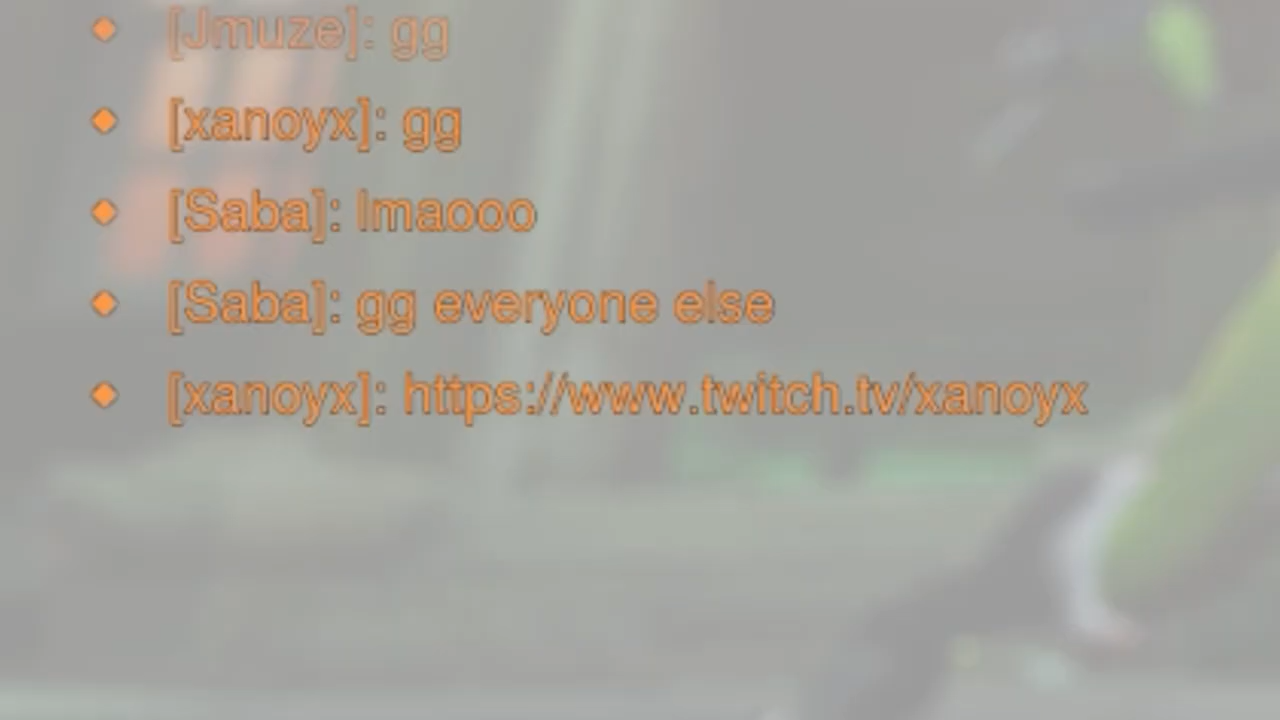 [Jmuze]: gg
[xanoyx]: gg
[Saba]: lmaooo
[Saba]: gg everyone else
[xanoyx]: https://www.twitch.tv/xanoyx